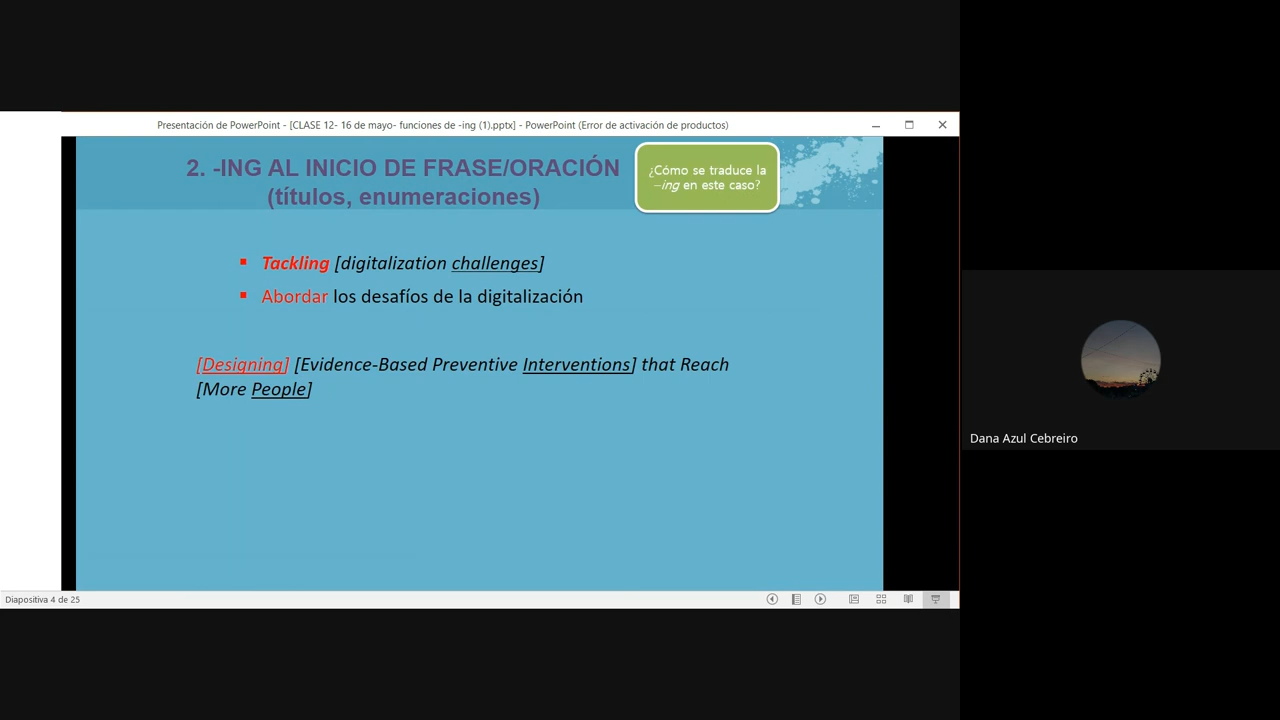 Presentación de PowerPoint - [CLASE 12- 16 de mayo- funciones de -ing (1).pptx] - PowerPoint (Error de activación de productos)
2. -ING AL INICIO DE FRASE/ORACIÓN
(títulos, enumeraciones)
¿Cómo se traduce la
–ing en este caso?
▪ Tackling [digitalization challenges]
▪ Abordar los desafíos de la digitalización
[Designing] [Evidence-Based Preventive Interventions] that Reach
[More People]
Dana Azul Cebreiro
Diapositiva 4 de 25